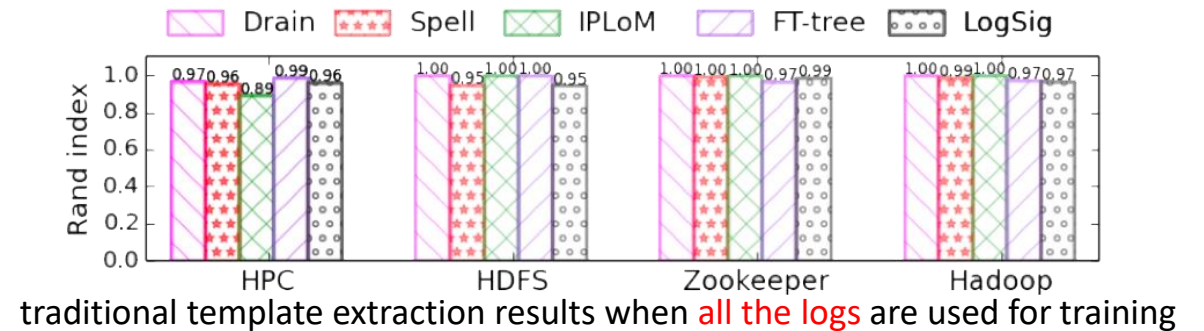 Drain Spell IPLoM FT-tree LogSig
Rand index
1.0
0.8
0.6
0.4
0.2
0.0
0.97 0.96 0.89 0.99 0.96
1.00 0.95 1.00 1.00 0.95
1.00 1.00 1.00 0.97 0.99
1.00 0.99 1.00 0.97 0.97
HPC HDFS Zookeeper Hadoop
traditional template extraction results when all the logs are used for training